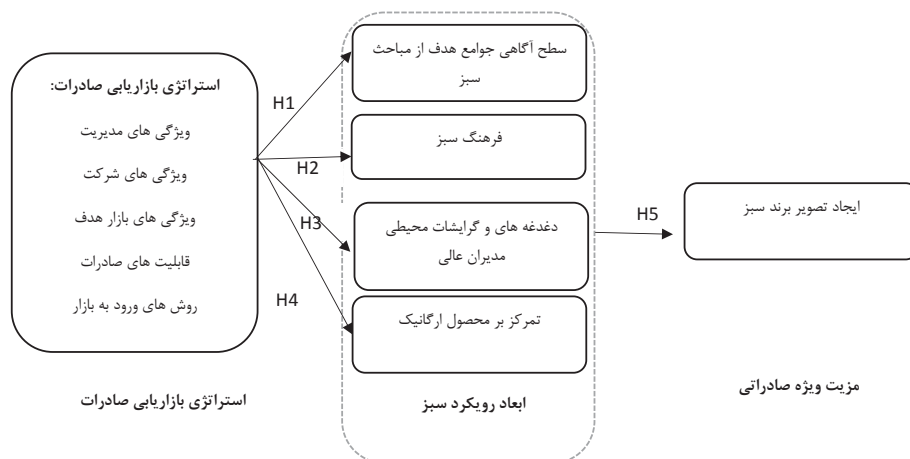 استراتژی بازاریابی صادرات:
ویژگی های مدیریت
ویژگی های شرکت
ویژگی های بازار هدف
قابلیت های صادرات
روش های ورود به بازار
استراتژی بازاریابی صادرات
H1
H2
H3
H4
سطح آگاهی جوامع هدف از مباحث
سبز
فرهنگ سبز
دغدغه های و گرایشات محیطی
مدیران عالی
تمرکز بر محصول ارگانیک
ابعاد رویکرد سبز
H5
ایجاد تصویر برند سبز
مزیت ویژه صادراتی